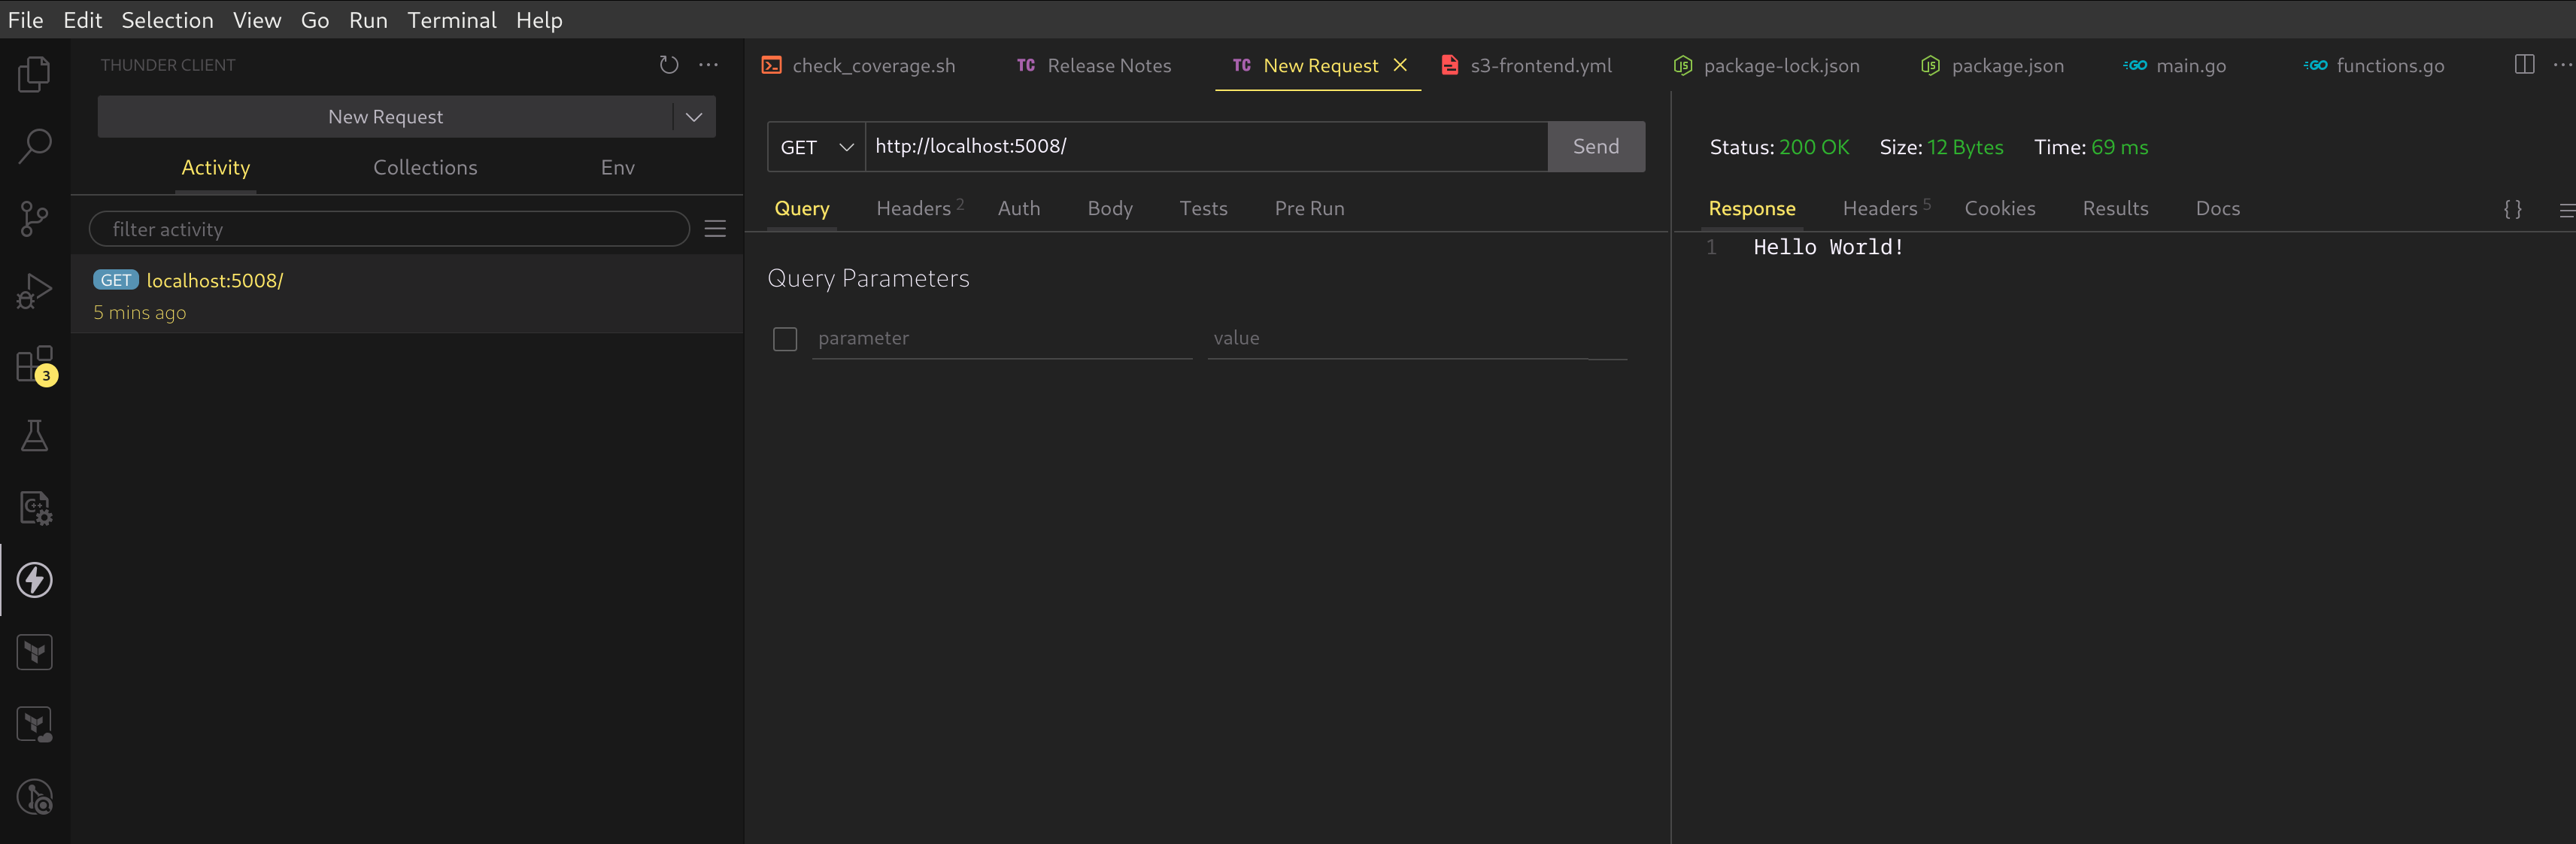 File Edit Selection View Go Run Terminal Help
THUNDER CLIENT
New Request
Activity Collections Env
filter activity
GET localhost:5008/
5 mins ago
3
check_coverage.sh TC Release Notes TC New Request s3-frontend.yml package-lock.json package.json GO main.go GO functions.go
GET http://localhost:5008/ Send
Query Headers 2 Auth Body Tests Pre Run
Query Parameters
parameter value
Status: 200 OK Size: 12 Bytes Time: 69 ms
Response Headers 5 Cookies Results Docs {}
1 Hello World!